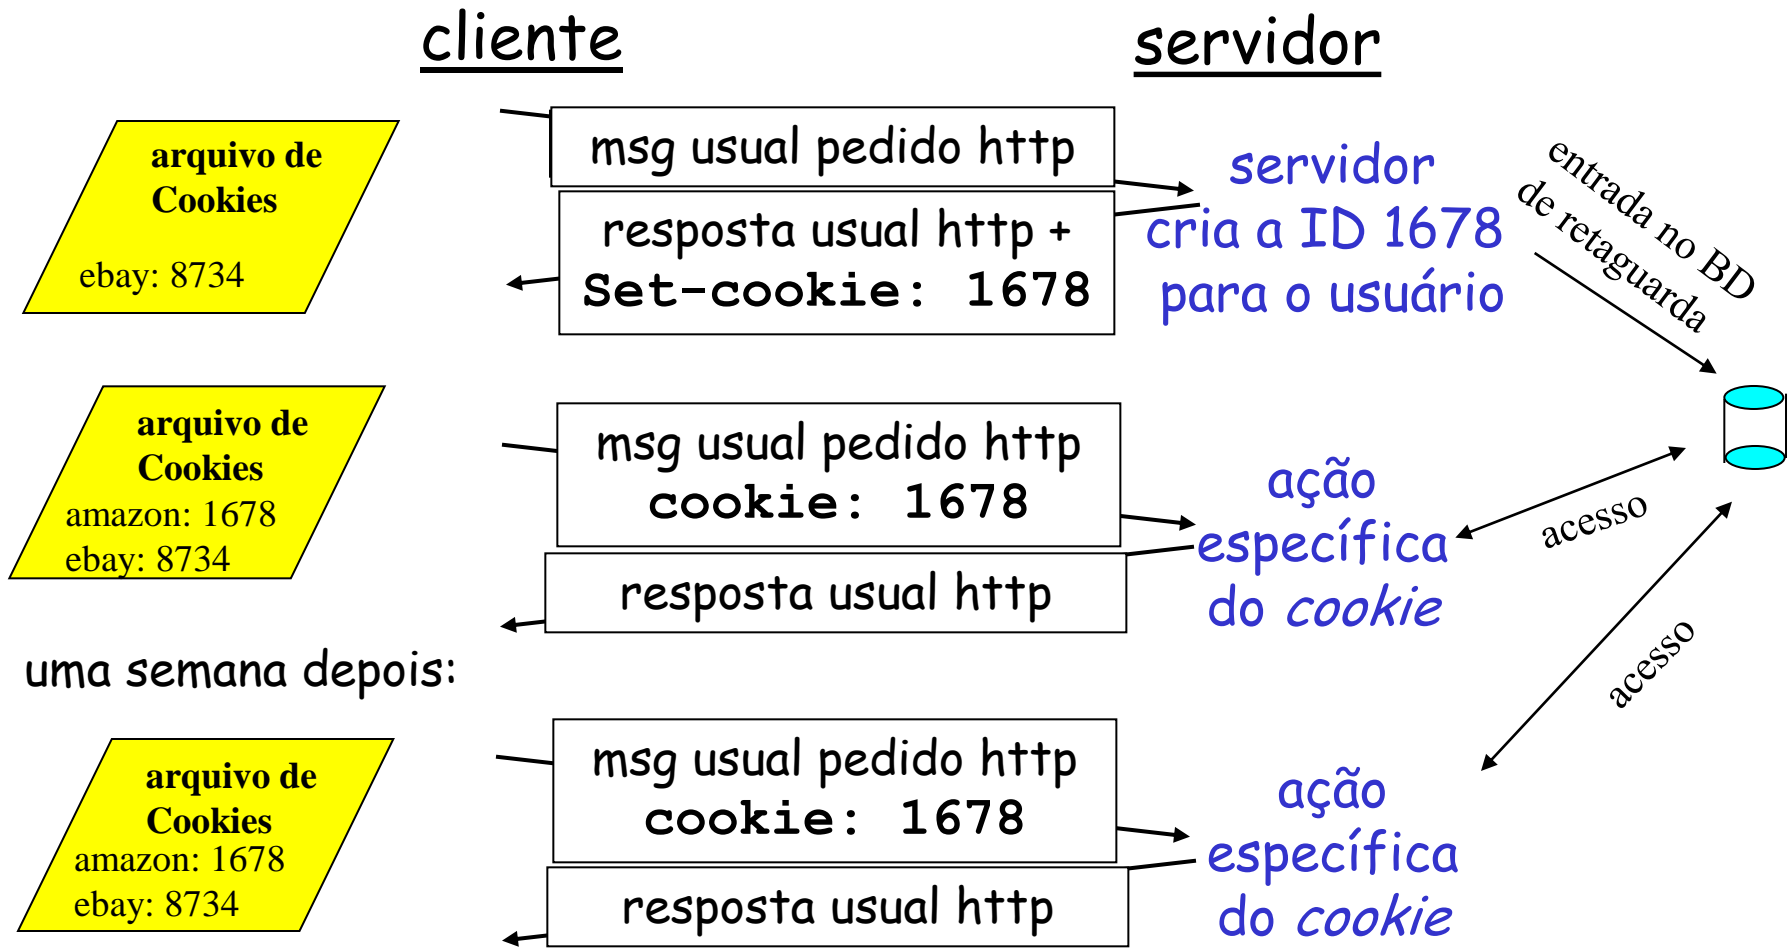 cliente
servidor
arquivo de
Cookies
ebay: 8734
msg usual pedido http
resposta usual http +
Set-cookie: 1678
servidor
cria a ID 1678
para o usuário
entrada no BD
de retaguarda
arquivo de
Cookies
amazon: 1678
ebay: 8734
msg usual pedido http
cookie: 1678
resposta usual http
ação
específica
do cookie
acesso
acesso
uma semana depois:
arquivo de
Cookies
amazon: 1678
ebay: 8734
msg usual pedido http
cookie: 1678
resposta usual http
ação
específica
do cookie